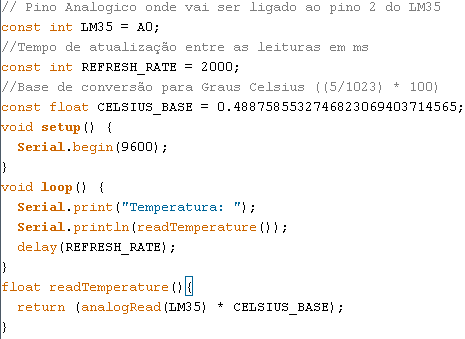 // Pino Analogico onde vai ser ligado ao pino 2 do LM35
const int LM35 = A0;
//Tempo de atualização entre as leituras em ms
const int REFRESH_RATE = 2000;
//Base de conversão para Graus Celsius ((5/1023) * 100)
const float CELSIUS_BASE = 0.4887585532746823069403714565;
void setup() {
  Serial.begin(9600);
}
void loop() {
  Serial.print("Temperatura: ");
  Serial.println(readTemperature());
  delay(REFRESH_RATE);
}
float readTemperature(){
  return (analogRead(LM35) * CELSIUS_BASE);
}